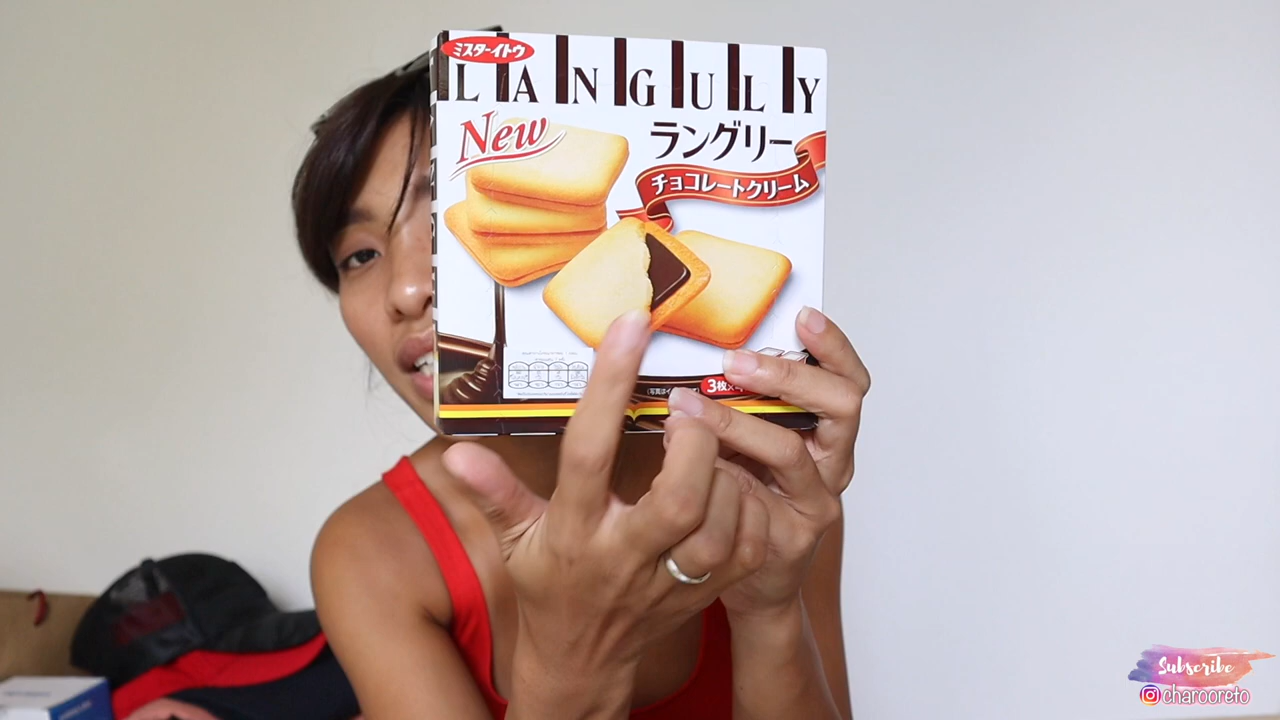 ミスターイトウ
LANGULY
New
ラングリー
チョコレートクリーム
3枚×
Subscribe
charooreto